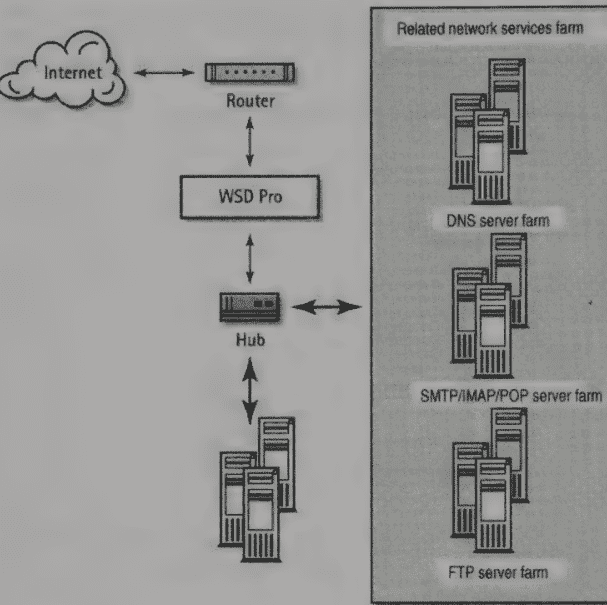 Related network services farm
Internet
Router
WSD Pro
DNS server farm
Hub
SMTP/IMAP/POP server farm
FTP server farm